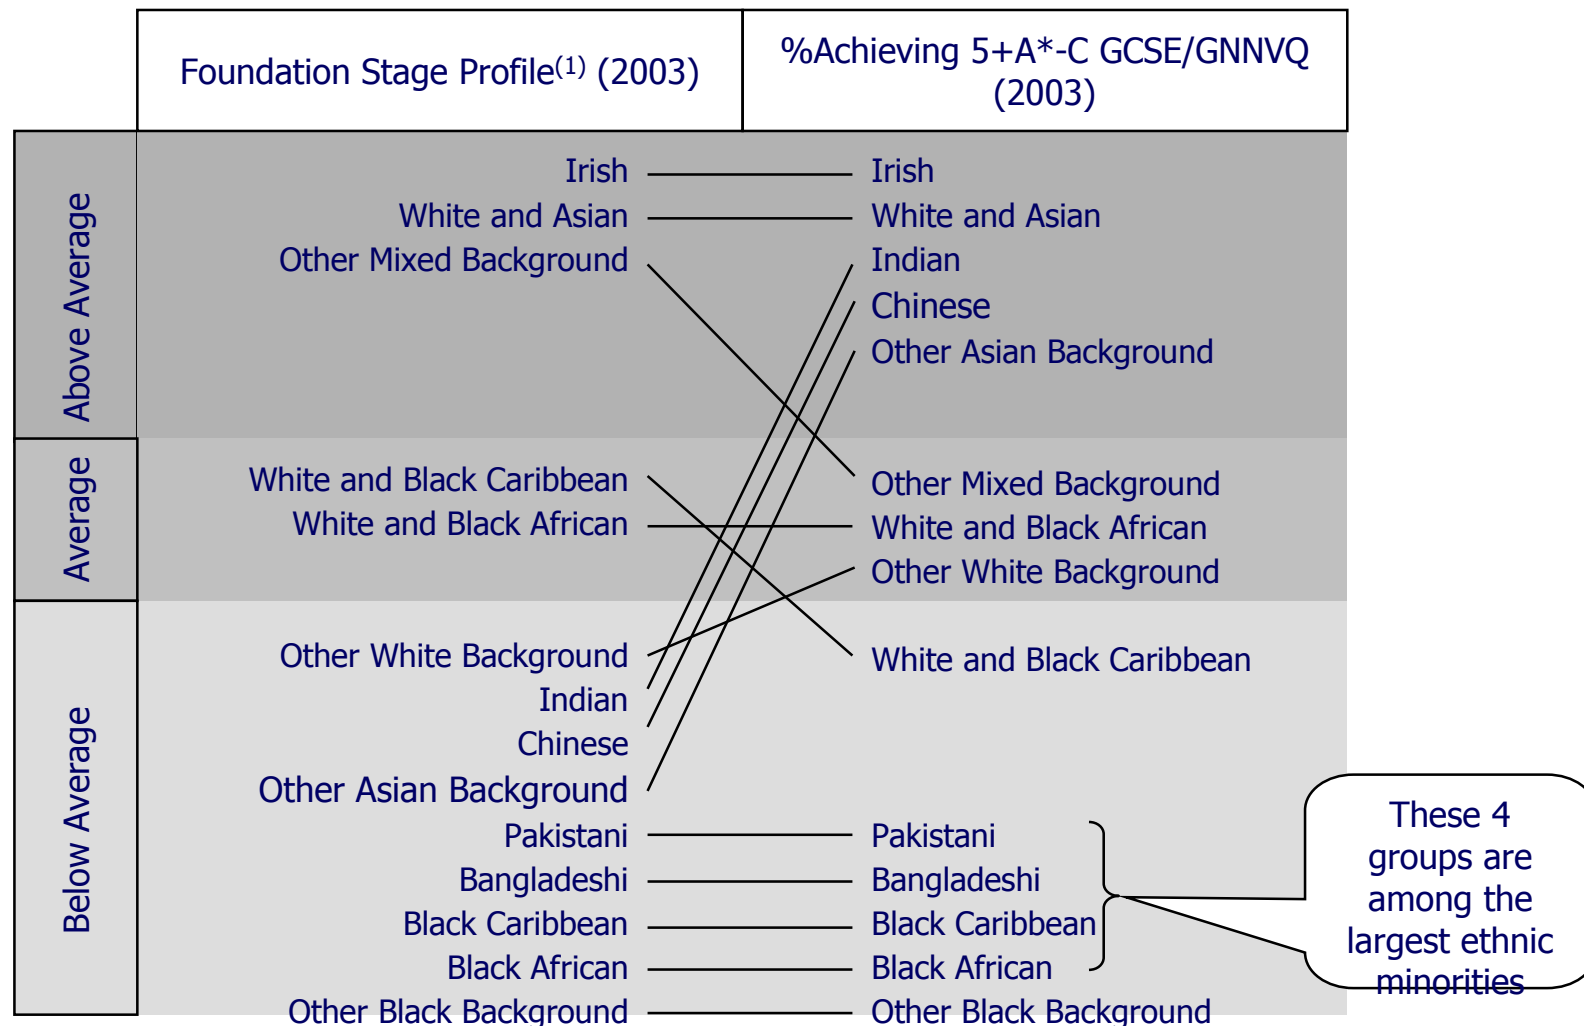 Foundation Stage Profile(1) (2003)
%Achieving 5+A*-C GCSE/GNNVQ
(2003)
Above Average
Irish
White and Asian
Other Mixed Background
Irish
White and Asian
Indian
Chinese
Other Asian Background
Average
White and Black Caribbean
White and Black African
Other Mixed Background
White and Black African
Other White Background
Below Average
Other White Background
Indian
Chinese
Other Asian Background
Pakistani
Bangladeshi
Black Caribbean
Black African
Other Black Background
White and Black Caribbean
Pakistani
Bangladeshi
Black Caribbean
Black African
Other Black Background
These 4
groups are
among the
largest ethnic
minorities